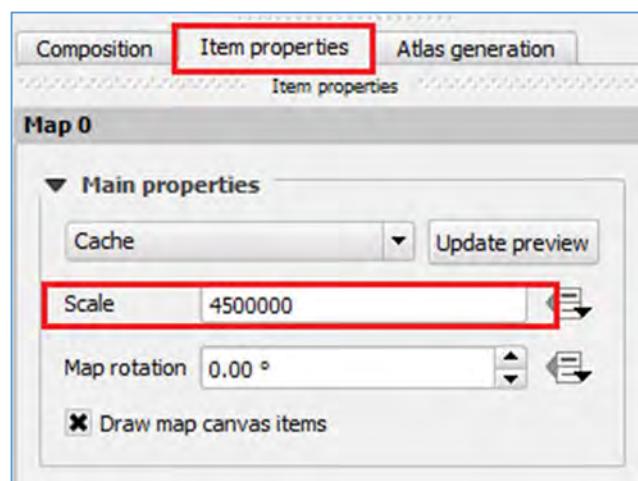 Composition Item properties Atlas generation
Item properties
Map 0
Main properties
Cache Update preview
Scale 4500000
Map rotation 0.00 °
Draw map canvas items